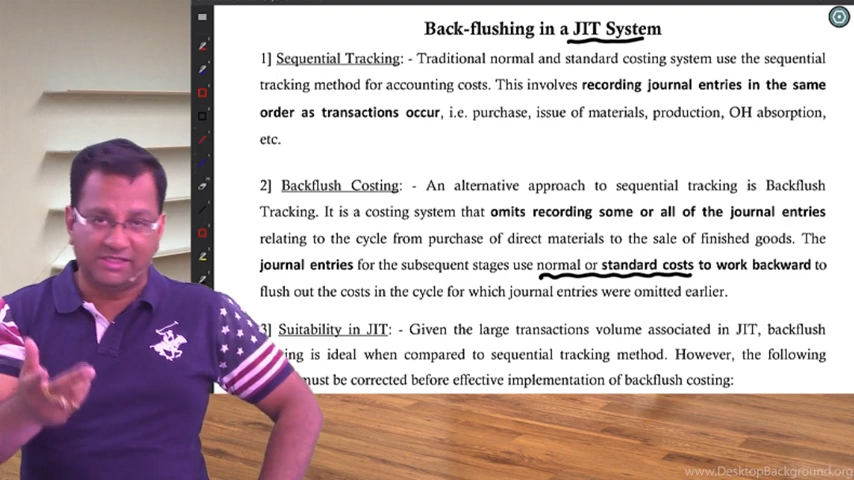 Back-flushing in a JIT System
1] Sequential Tracking: - Traditional normal and standard costing system use the sequential
tracking method for accounting costs. This involves recording journal entries in the same
order as transactions occur, i.e. purchase, issue of materials, production, OH absorption,
etc.
2] Backflush Costing: - An alternative approach to sequential tracking is Backflush
Tracking. It is a costing system that omits recording some or all of the journal entries
relating to the cycle from purchase of direct materials to the sale of finished goods. The
journal entries for the subsequent stages use normal or standard costs to work backward to
flush out the costs in the cycle for which journal entries were omitted earlier.
3] Suitability in JIT: - Given the large transactions volume associated in JIT, backflush
is ideal when compared to sequential tracking method. However, the following
must be corrected before effective implementation of backflush costing:
www.DesktopBackground.org